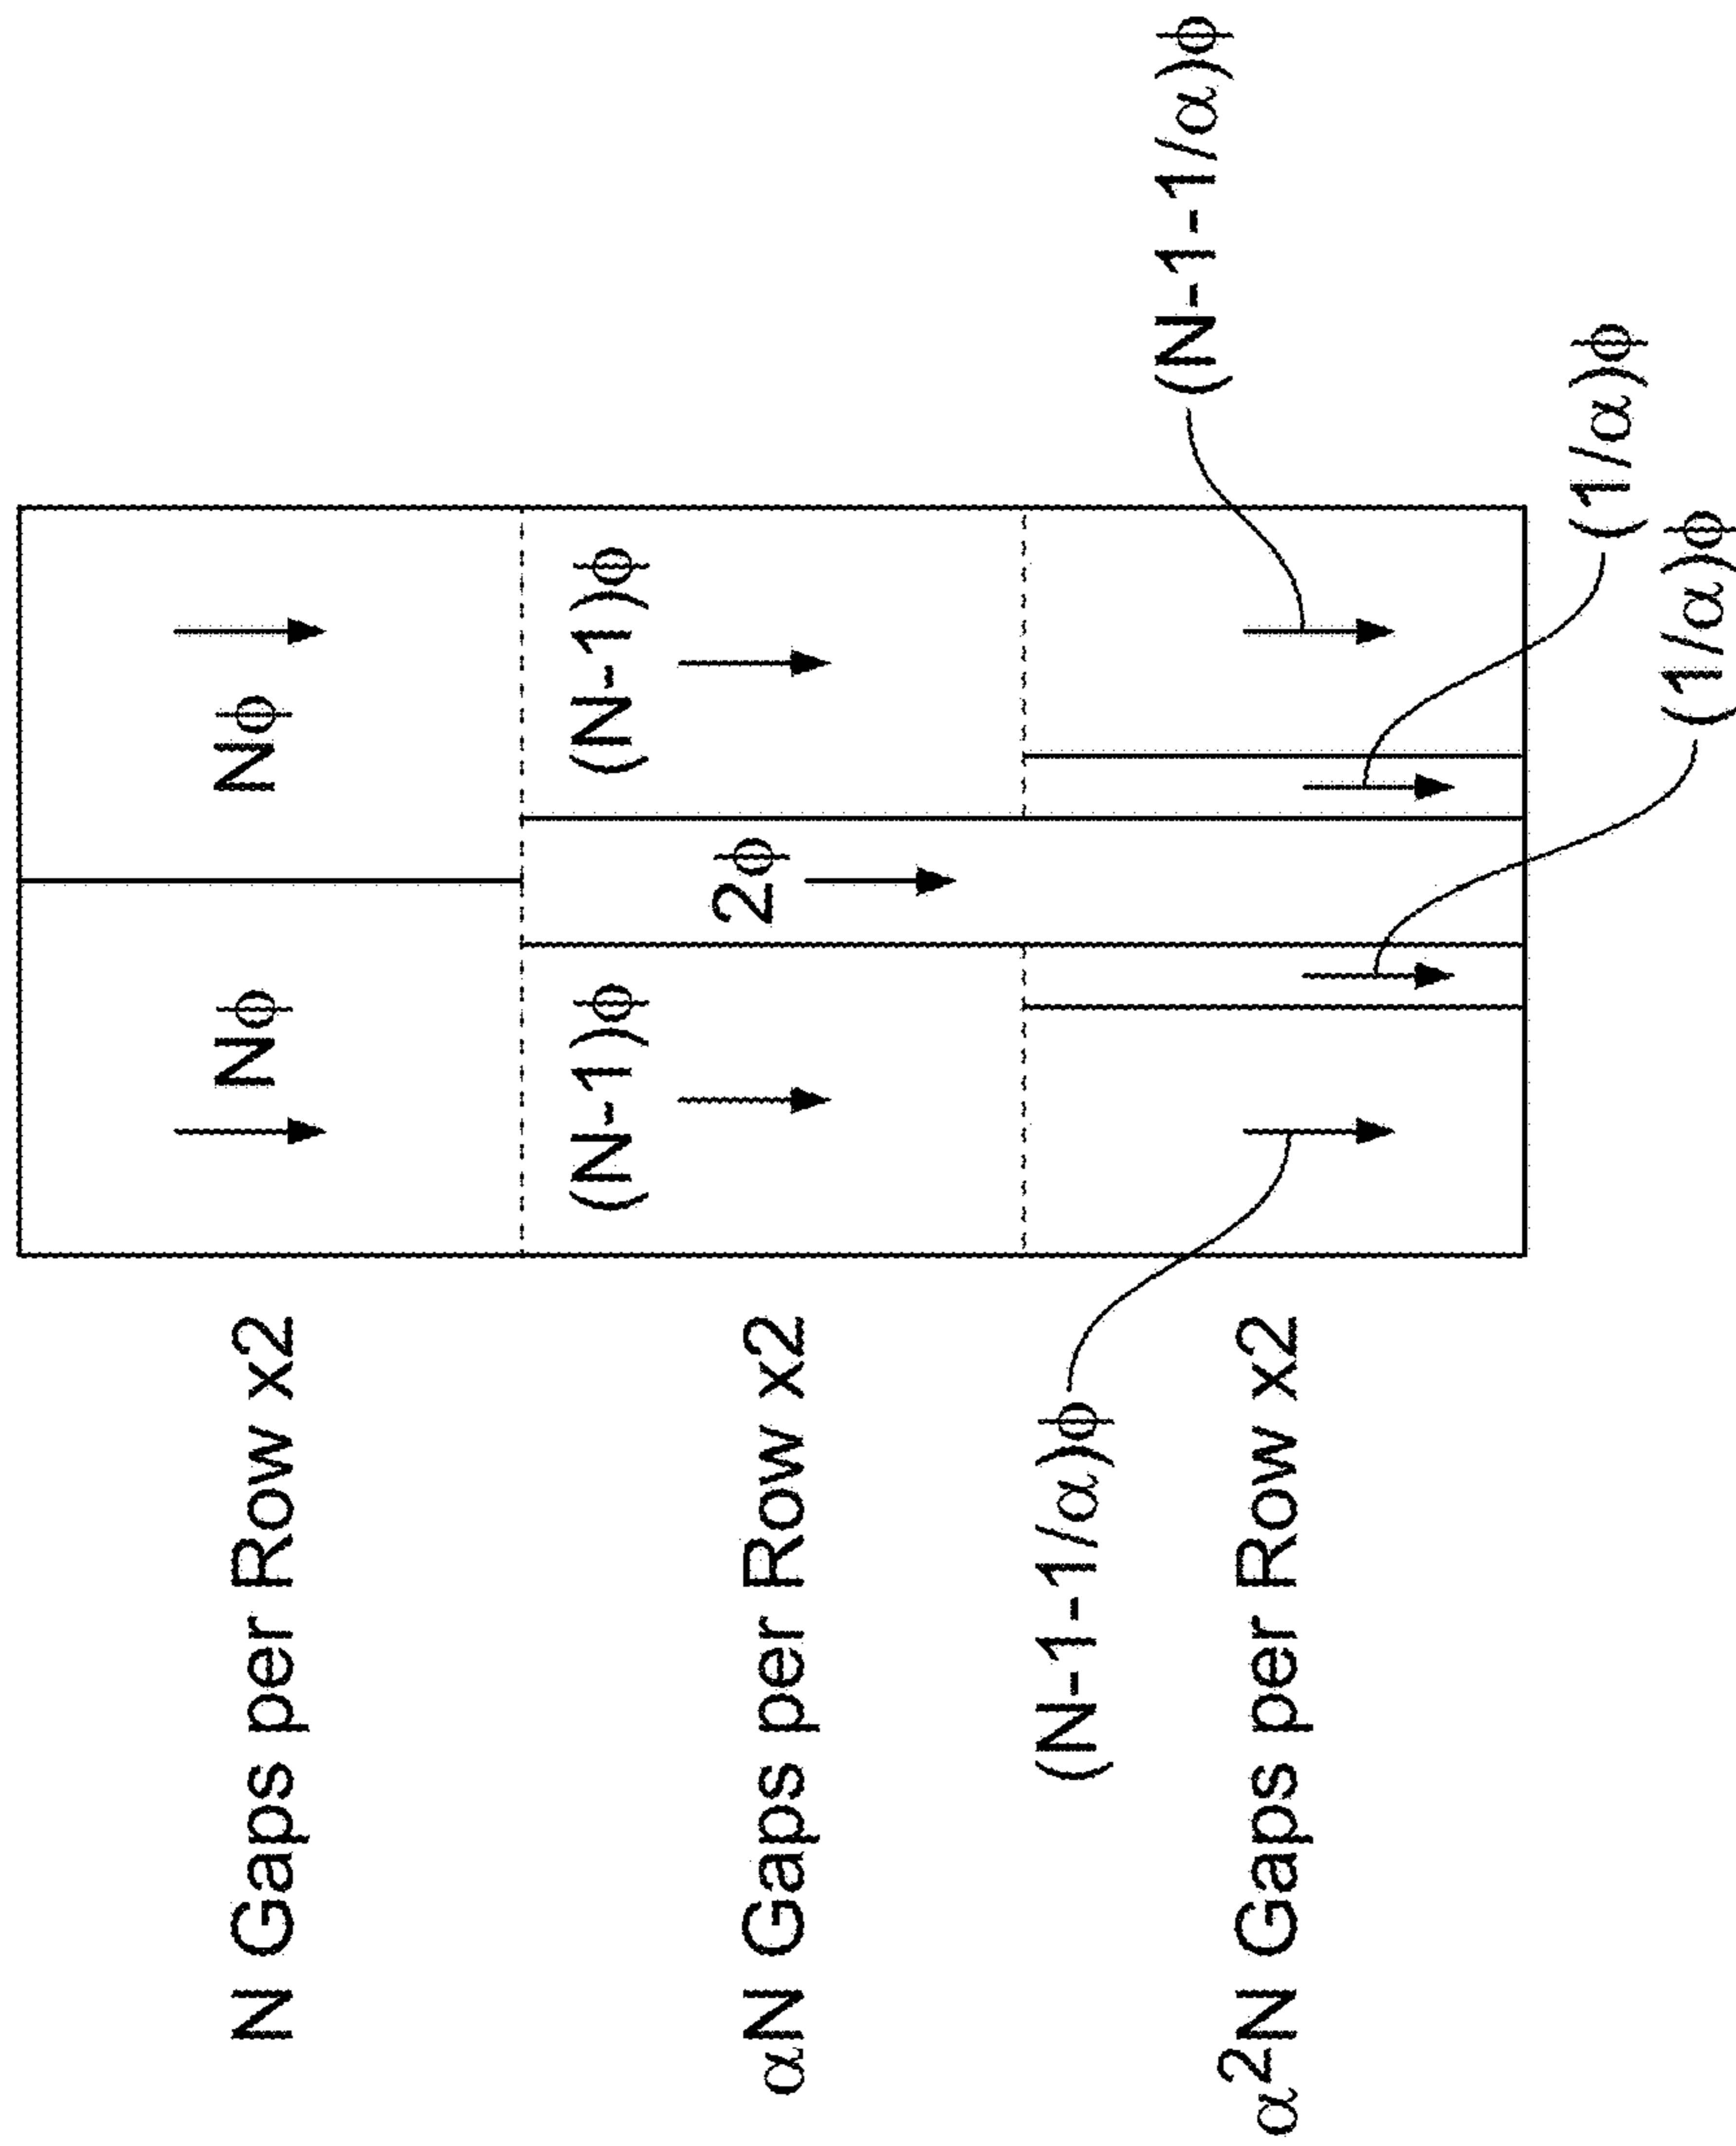 N Gaps per Row x2
Nϕ
Nϕ
αN Gaps per Row x2
(N-1)ϕ
2ϕ
(N-1)ϕ
(N-1-1/α)ϕ
(N-1-1/α)ϕ
α²N Gaps per Row x2
(1/α)ϕ
(1/α)ϕ